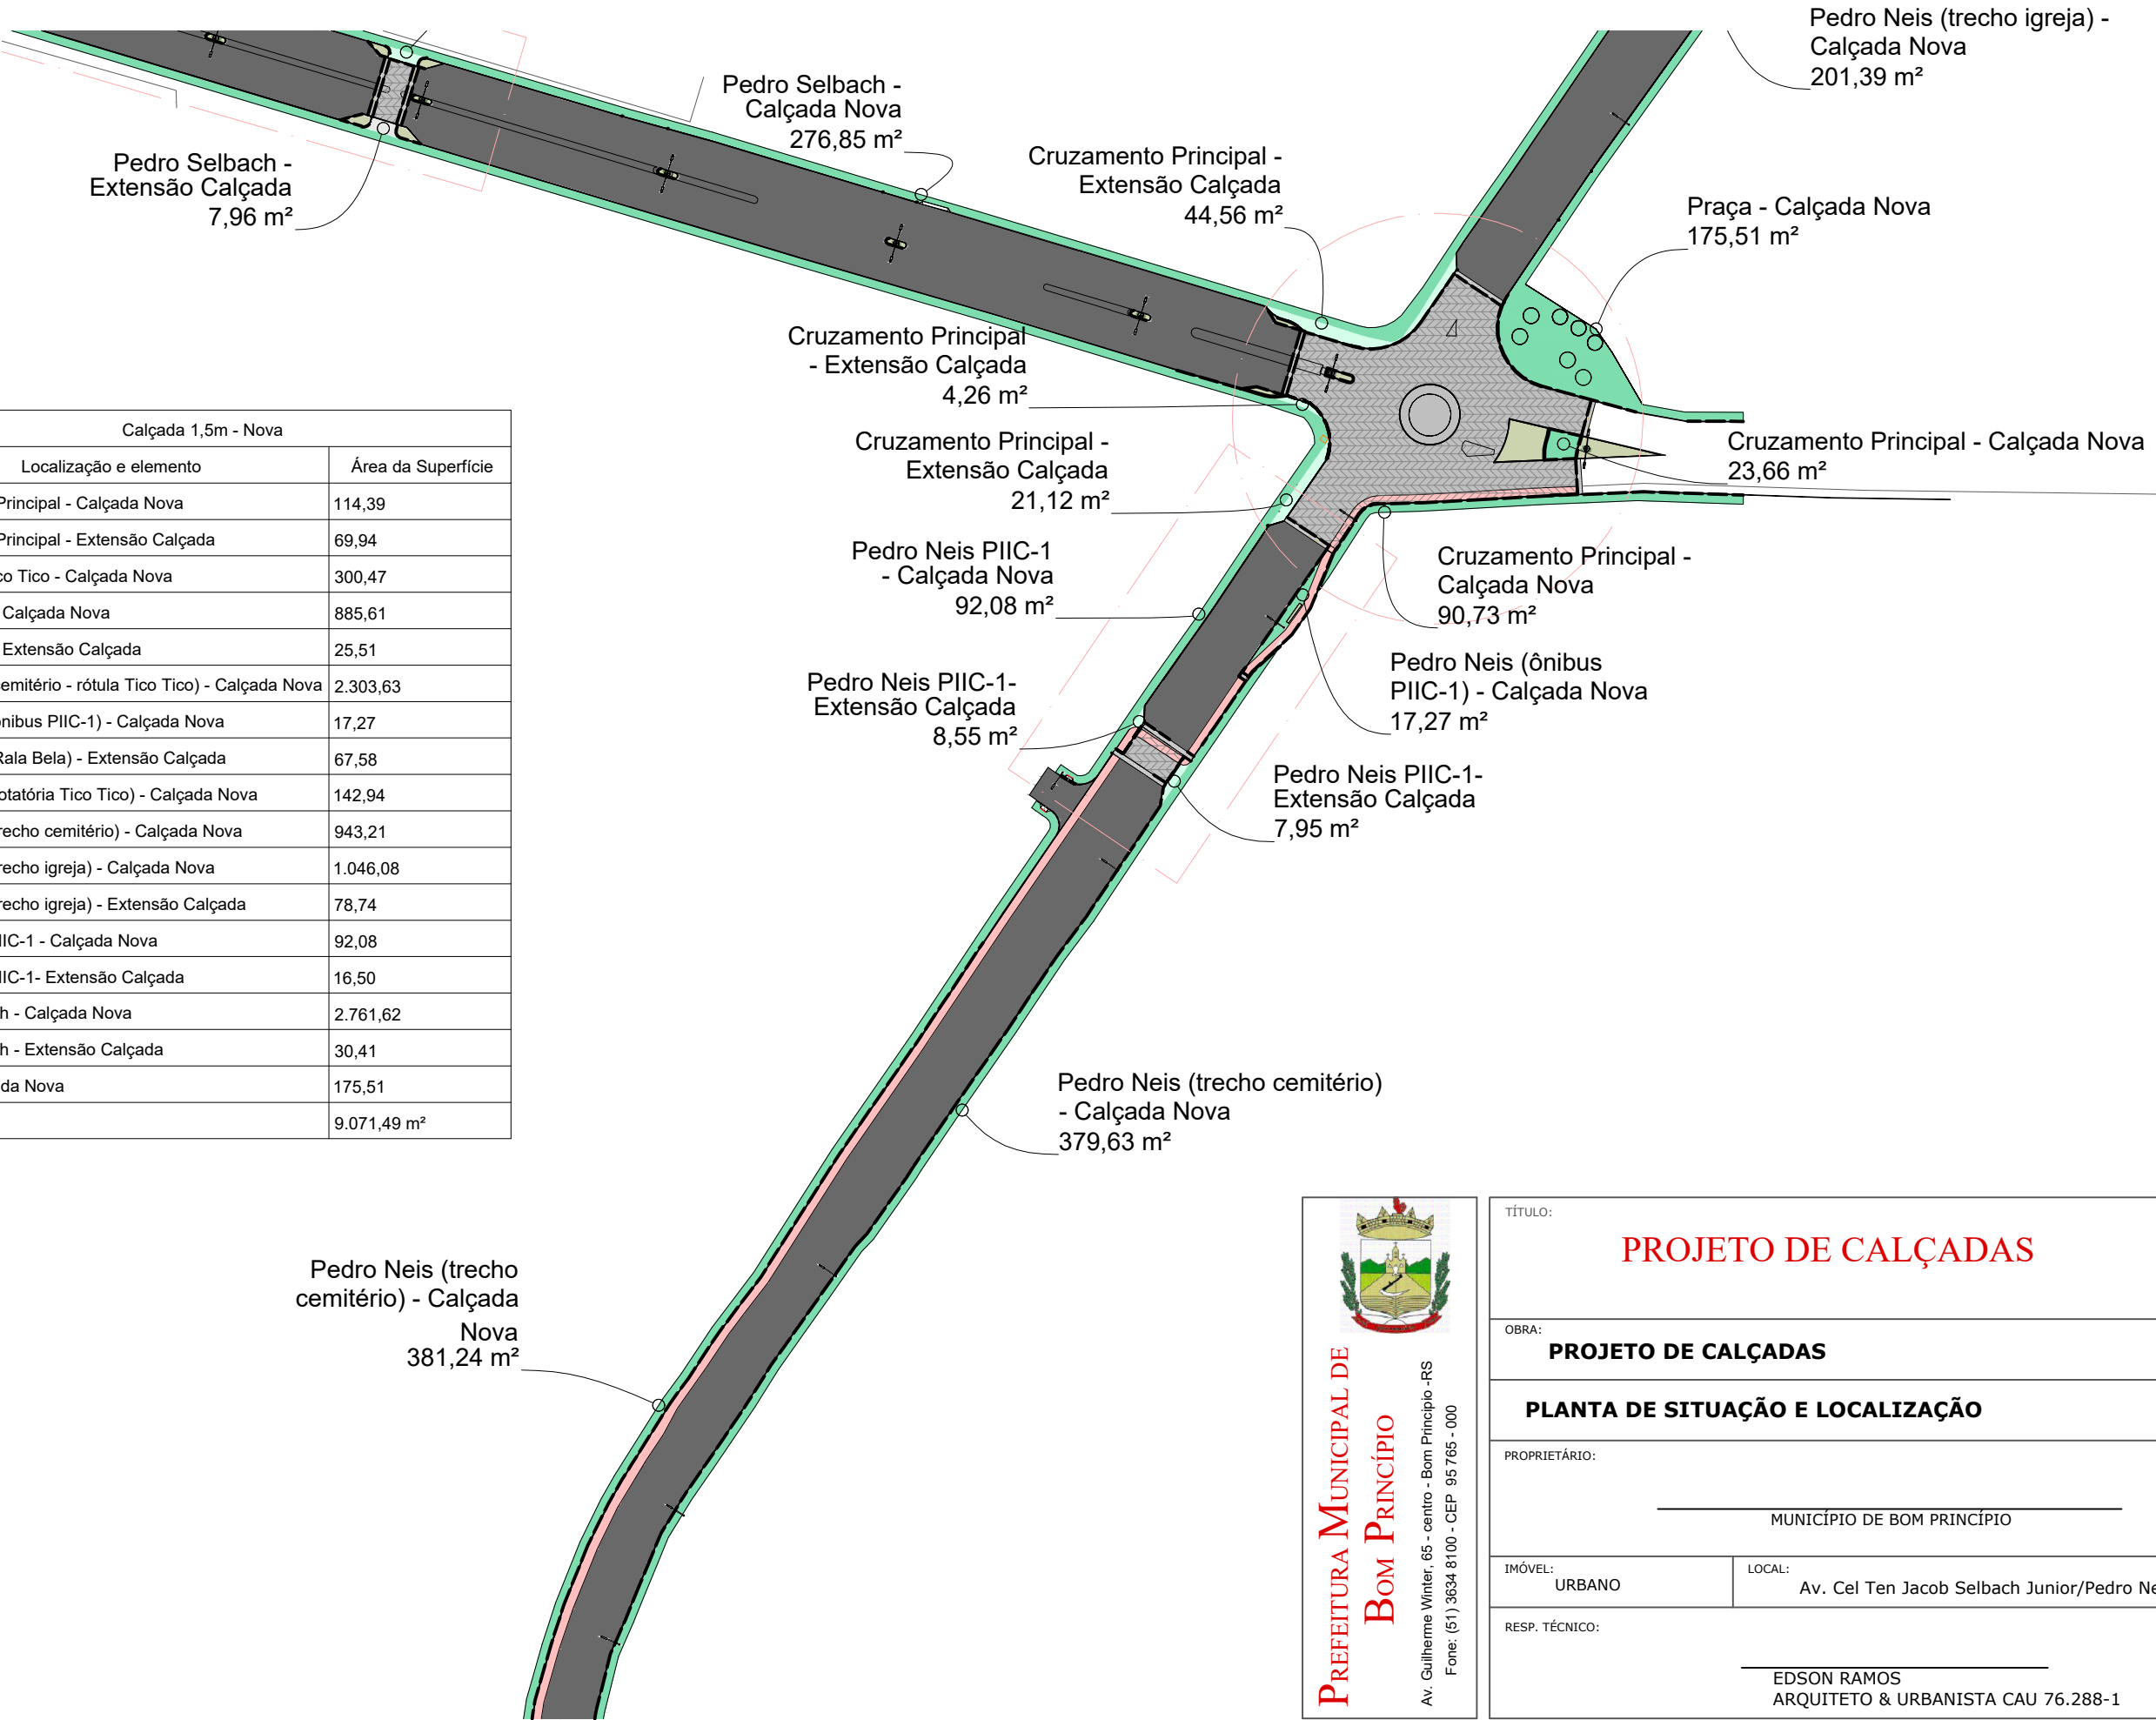 Pedro Neis (trecho igreja) -
Calçada Nova
201,39 m²
Pedro Selbach -
Calçada Nova
276,85 m²
Pedro Selbach -
Extensão Calçada
7,96 m²
Cruzamento Principal -
Extensão Calçada
44,56 m²
Praça - Calçada Nova
175,51 m²
Cruzamento Principal
- Extensão Calçada
4,26 m²
Cruzamento Principal -
Extensão Calçada
21,12 m²
Cruzamento Principal - Calçada Nova
23,66 m²
Pedro Neis PIIC-1
- Calçada Nova
92,08 m²
Cruzamento Principal -
Calçada Nova
90,73 m²
Pedro Neis (ônibus
PIIC-1) - Calçada Nova
17,27 m²
Pedro Neis PIIC-1-
Extensão Calçada
8,55 m²
Pedro Neis PIIC-1-
Extensão Calçada
7,95 m²
Pedro Neis (trecho cemitério)
- Calçada Nova
379,63 m²
Pedro Neis (trecho
cemitério) - Calçada
Nova
381,24 m²
Calçada 1,5m - Nova
Localização e elemento Área da Superfície
Principal - Calçada Nova 114,39
Principal - Extensão Calçada 69,94
co Tico - Calçada Nova 300,47
Calçada Nova 885,61
Extensão Calçada 25,51
emitério - rótula Tico Tico) - Calçada Nova 2.303,63
ônibus PIIC-1) - Calçada Nova 17,27
Rala Bela) - Extensão Calçada 67,58
otatória Tico Tico) - Calçada Nova 142,94
recho cemitério) - Calçada Nova 943,21
recho igreja) - Calçada Nova 1.046,08
recho igreja) - Extensão Calçada 78,74
IIC-1 - Calçada Nova 92,08
IIC-1- Extensão Calçada 16,50
h - Calçada Nova 2.761,62
h - Extensão Calçada 30,41
da Nova 175,51
9.071,49 m²
PREFEITURA MUNICIPAL DE
BOM PRINCÍPIO
Av. Guilherme Winter, 65 - centro - Bom Principio -RS
Fone: (51) 3634 8100 - CEP 95 765 - 000
TÍTULO:
PROJETO DE CALÇADAS
OBRA:
PROJETO DE CALÇADAS
PLANTA DE SITUAÇÃO E LOCALIZAÇÃO
PROPRIETÁRIO:
MUNICÍPIO DE BOM PRINCÍPIO
IMÓVEL:
URBANO
LOCAL:
Av. Cel Ten Jacob Selbach Junior/Pedro Ne
RESP. TÉCNICO:
EDSON RAMOS
ARQUITETO & URBANISTA CAU 76.288-1